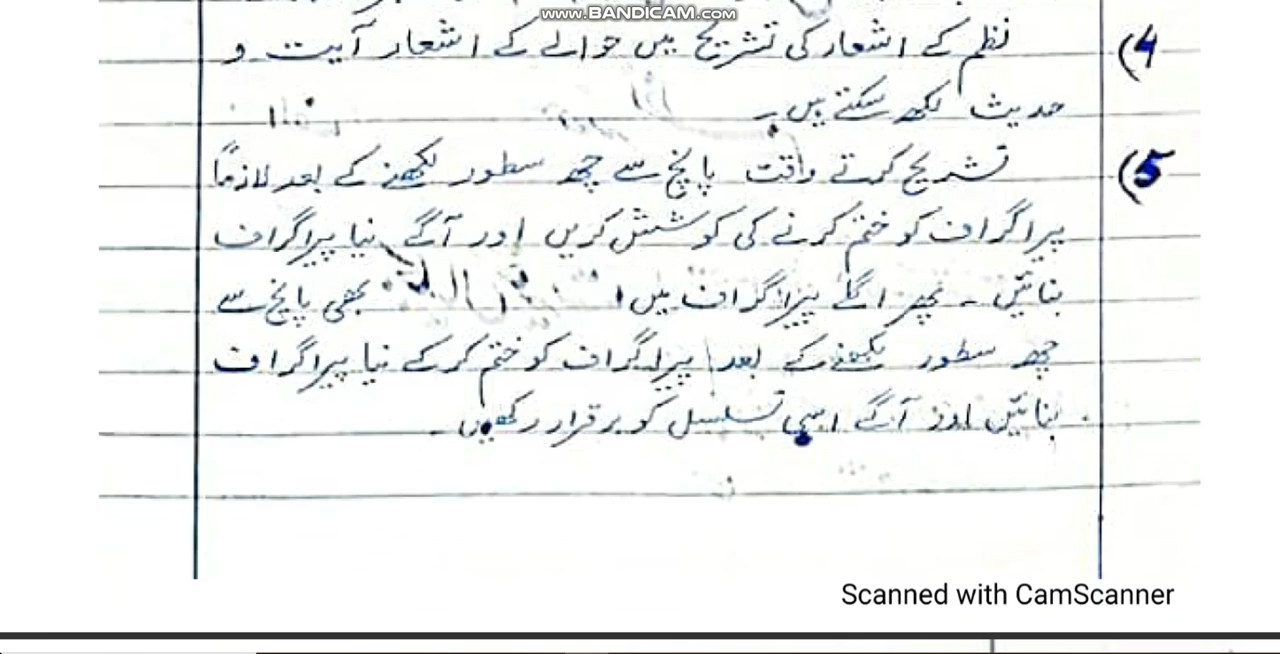 www.BANDICAM.com
4) نظم کے اشعار کی تشریح میں حوالے کے اشعار آیت و
حدیث لکھ سکتے ہیں۔
5) تشریح کرتے وقت پانچ سے چھ سطور لکھنے کے بعد لازماً
پیراگراف کو ختم کرنے کی کوشش کریں اور آگے نیا پیراگراف
بنائیں ۔ پھر اگلے پیراگراف میں بھی پانچ سے
چھ سطور لکھنے کے بعد پیراگراف کو ختم کر کے نیا پیراگراف
بنائیں اور آگے اسی تسلسل کو برقرار رکھیں ۔
Scanned with CamScanner